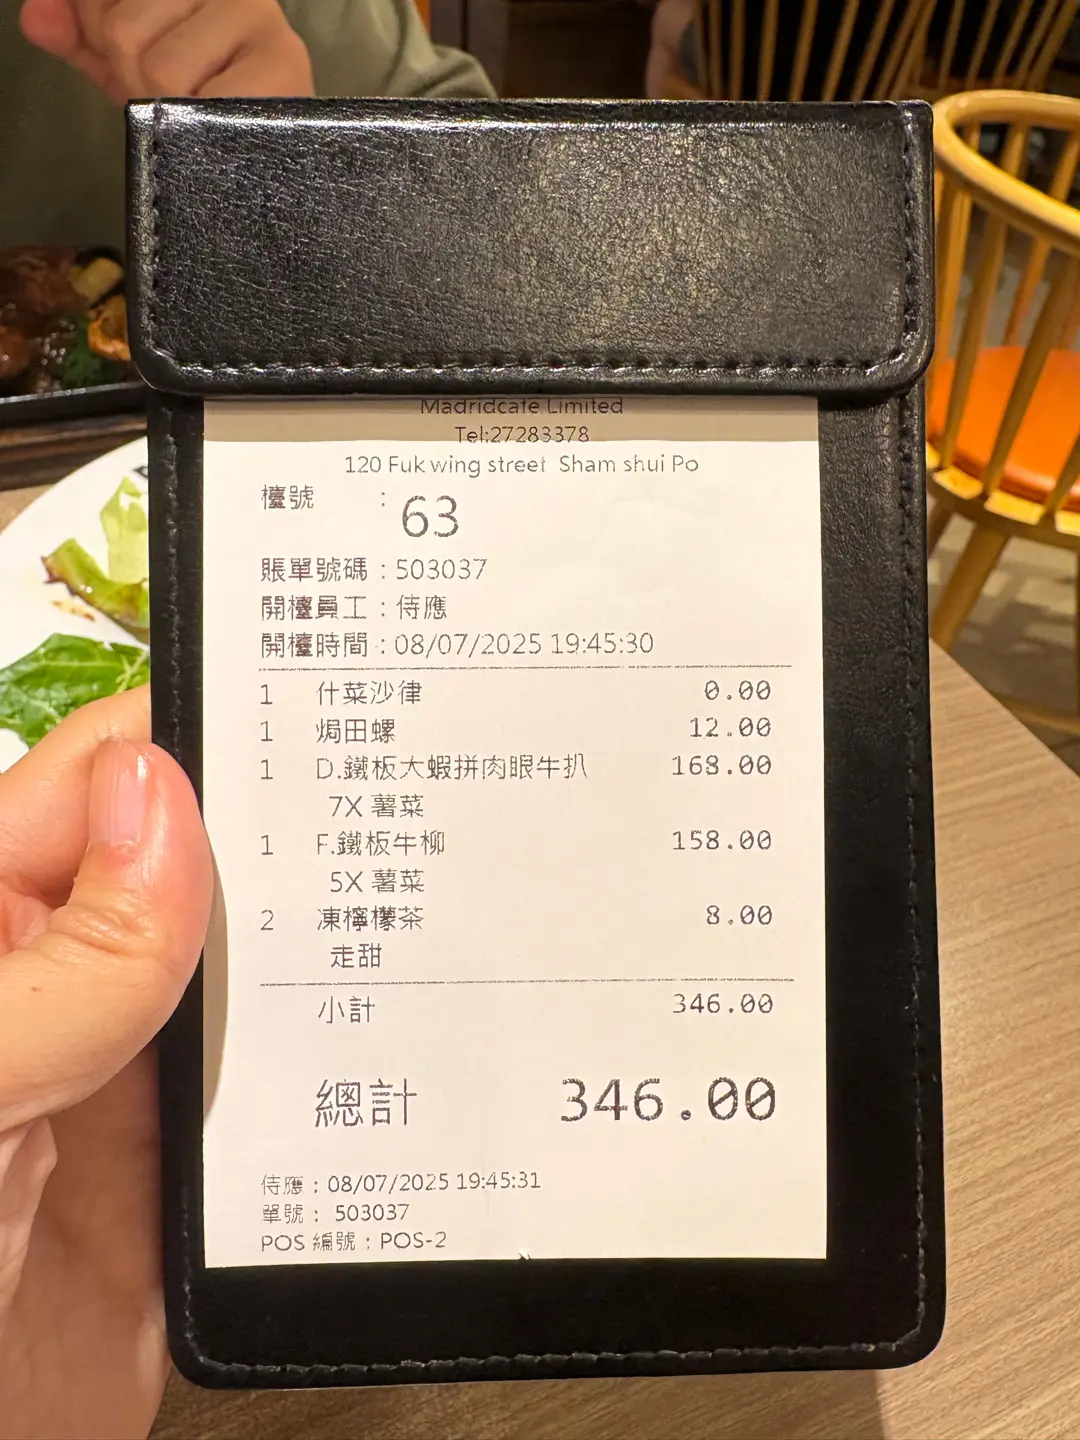 Madridcafe Limited
Tel:27283378
120 Fuk wing street Sham shui Po
檯號 : 63
賬單號碼 : 503037
開檯員工 : 侍應
開檯時間 : 08/07/2025 19:45:30
1 什菜沙律 0.00
1 焗田螺 12.00
1 D.鐵板大蝦拼肉眼牛扒 168.00
7X 薯菜
1 F.鐵板牛柳 158.00
5X 薯菜
2 凍檸檬茶 8.00
走甜
小計 346.00
總計 346.00
侍應 : 08/07/2025 19:45:31
單號 : 503037
POS 編號 : POS-2